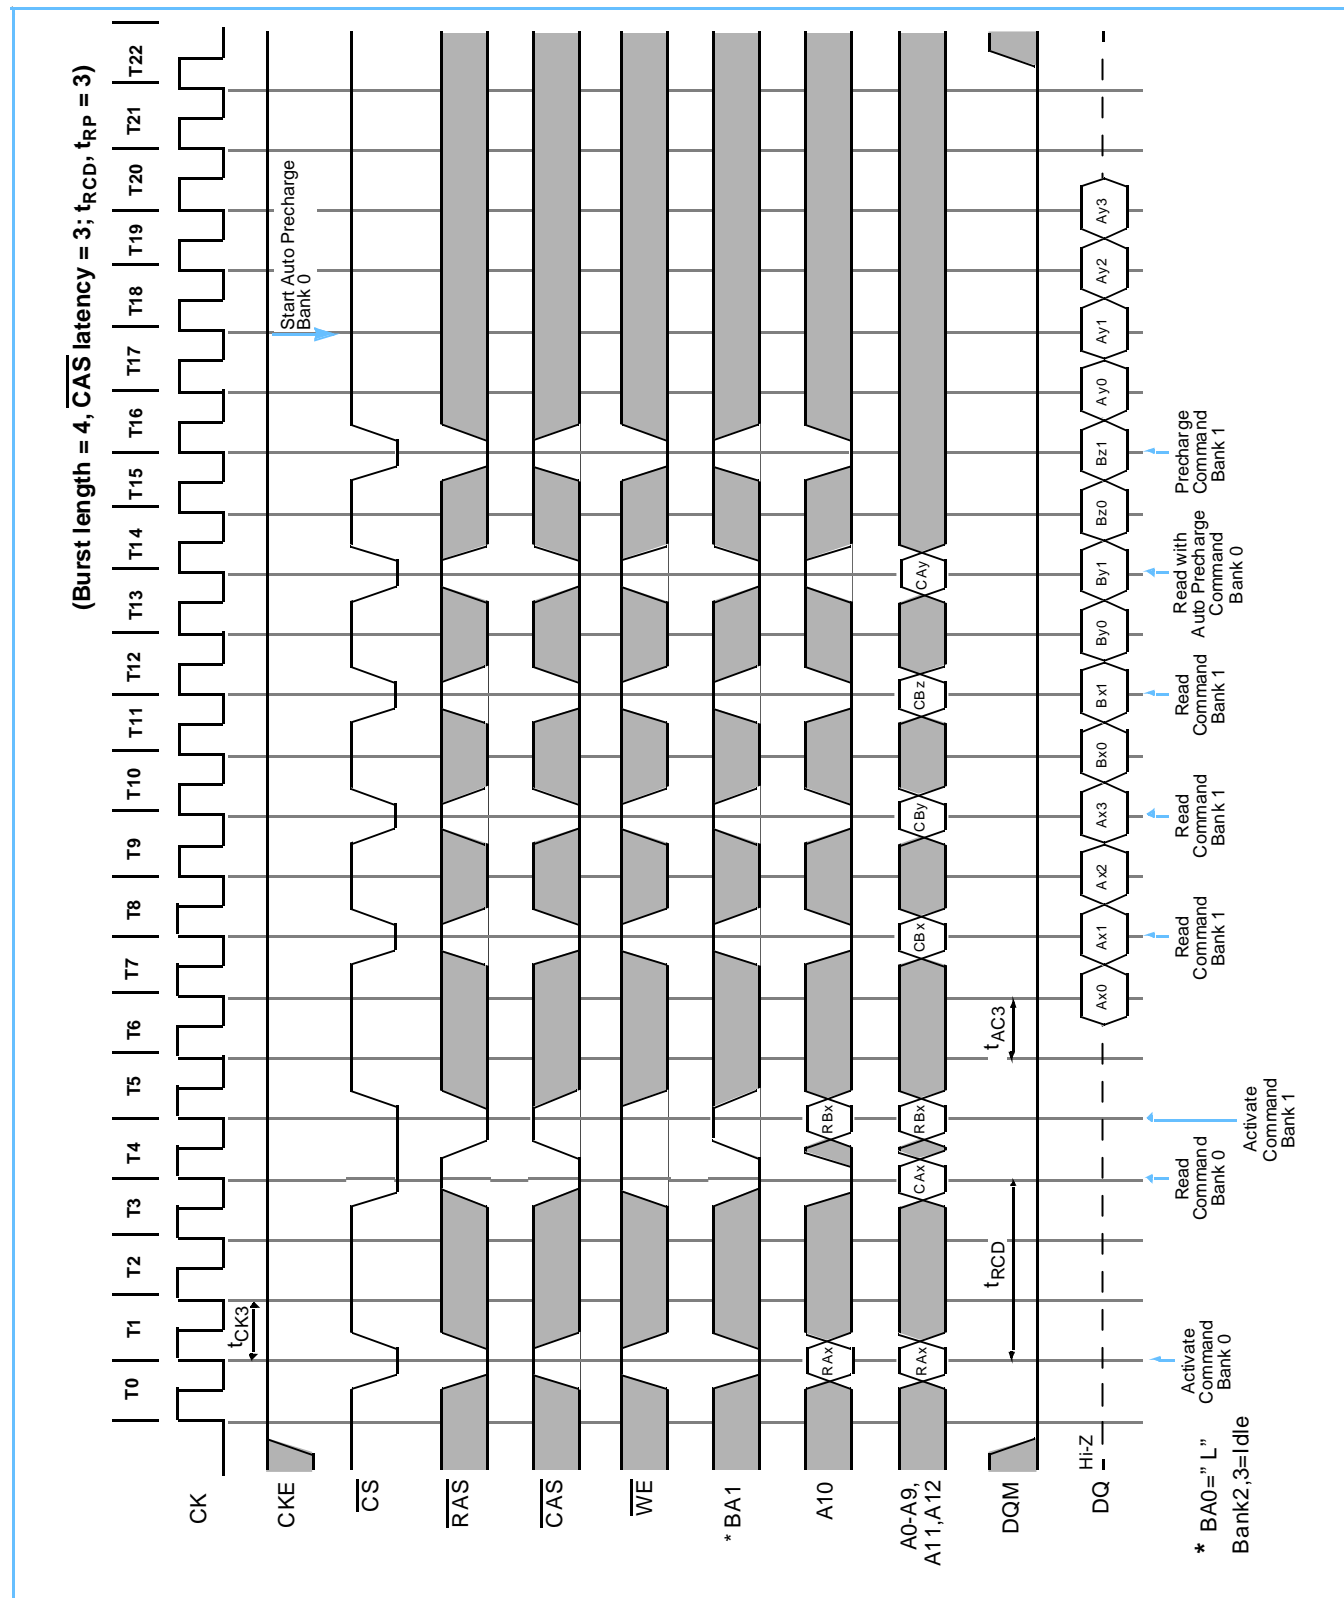 (Burst length = 4, CAS latency = 3; tRCD, tRP = 3)
T0 T1 T2 T3 T4 T5 T6 T7 T8 T9 T10 T11 T12 T13 T14 T15 T16 T17 T18 T19 T20 T21 T22
CK
tCK3
CKE
Start Auto Precharge
Bank 0
CS
RAS
CAS
WE
* BA1
A10
RAx RBx
A0-A9,
A11,A12
RAx CAx RBx CBx CBy CBz CAy
DQM
tRCD
tAC3
DQ
Hi-Z
Ax0 Ax1 Ax2 Ax3 Bx0 Bx1 By0 By1 Bz0 Bz1 Ay0 Ay1 Ay2 Ay3
Activate
Command
Bank 0
Read
Command
Bank 0
Activate
Command
Bank 1
Read
Command
Bank 1
Read
Command
Bank 1
Read
Command
Bank 1
Read with
Auto Precharge
Command
Bank 0
Precharge
Command
Bank 1
* BA0=” L”
Bank2,3=Idle